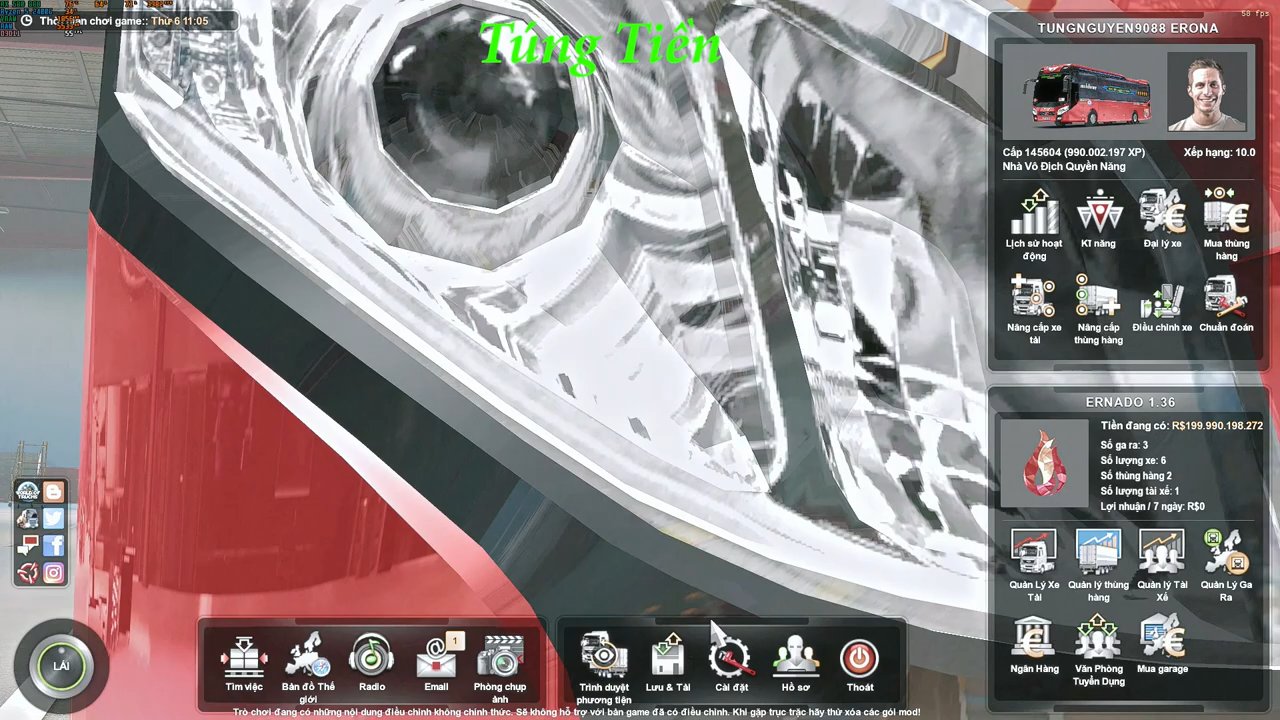 58 fps
Thứ 6 11:05
Túng Tiền
TUNGNGUYEN9088 ERONA
Cấp 145604 (990.002.197 XP)
Xếp hạng: 10.0
Nhà Vô Địch Quyền Năng
Lịch sử hoạt động
Kĩ năng
Đại lý xe
Mua thùng hàng
Nâng cấp xe tải
Nâng cấp thùng hàng
Điều chỉnh xe
Chuẩn đoán
ERNADO 1.36
Tiền đang có: R$199.990.198.272
Số ga ra: 3
Số lượng xe: 6
Số thùng hàng 2
Số lượng tài xế: 1
Lợi nhuận / 7 ngày: R$0
Quản Lý Xe Tải
Quản lý thùng hàng
Quản lý Tài Xế
Quản Lý Ga Ra
Ngân Hàng
Văn Phòng Tuyển Dụng
Mua garage
LÁI
Tìm việc
Bản đồ Thế giới
Radio
1
Email
Phòng chụp ảnh
Trình duyệt phương tiện
Lưu & Tải
Cài đặt
Hồ sơ
Thoát
Trò chơi đang có những nội dung điều chỉnh không chính thức. Sẽ không hỗ trợ với bản game đã có điều chỉnh. Khi gặp trục trặc hãy thử xóa các gói mod!